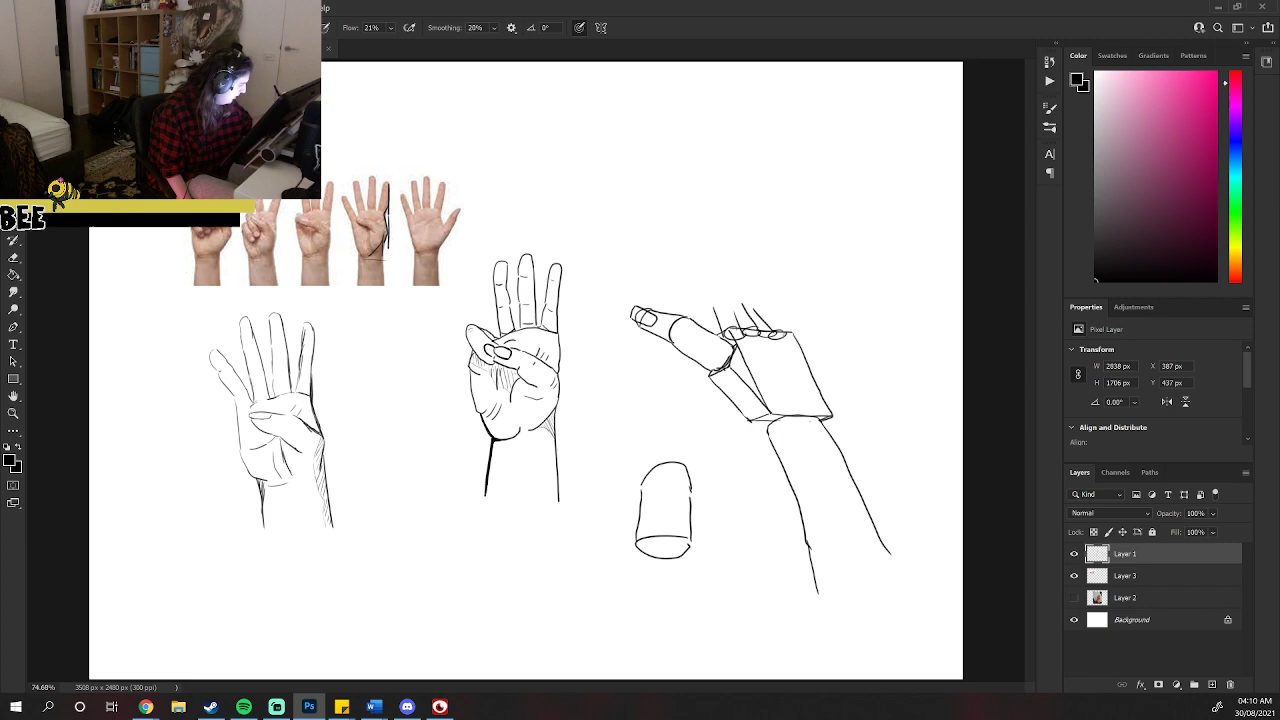 elp
Flow: 21%
Smoothing: 20%
0°
BEE
Color Swatches Gradients Patterns
Properties Adjustments
Pixel Layer
Transform
W 2838 px X 387 px
H 1706 px Y 437 px
0.00°
Align and Distribute
Align:
Layers Channels Paths
Kind
Normal Opacity: 100%
Lock: Fill: 100%
Layer 1
Layer 3
Layer 2
Background
74.68% 3508 px x 2480 px (300 ppi)
04:10 AM
30/08/2021